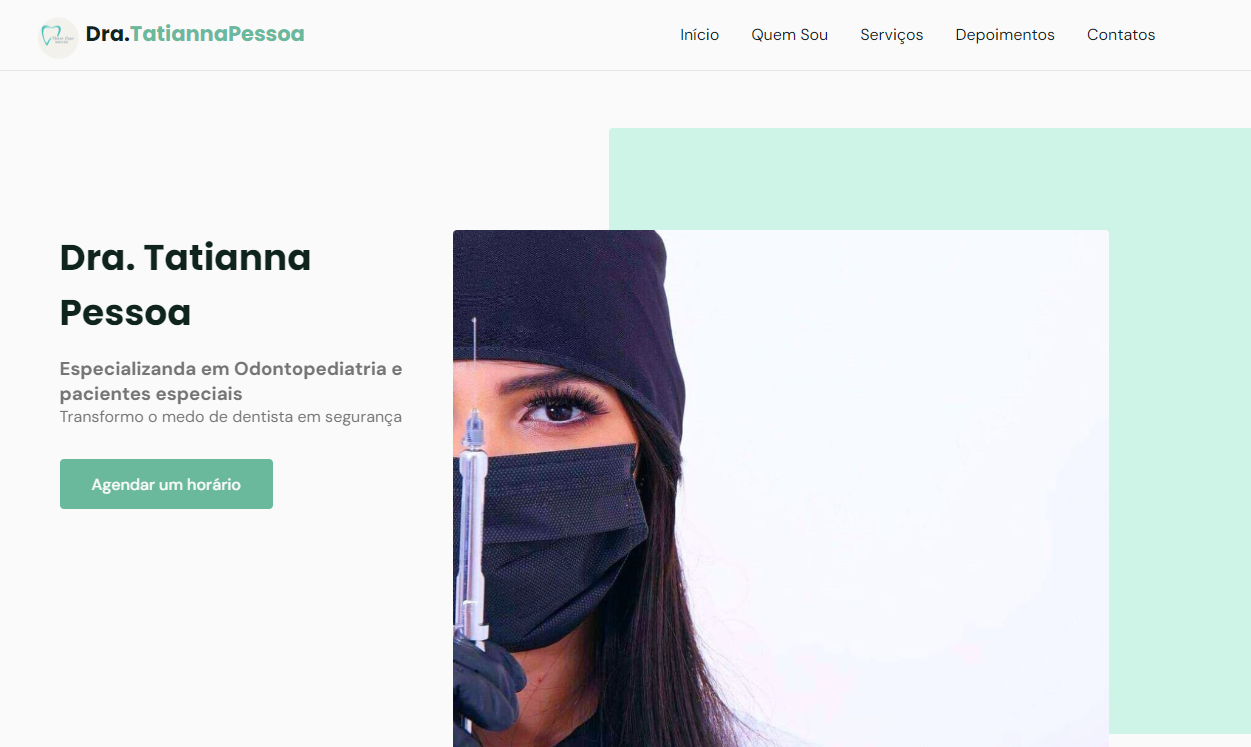 Dra.TatiannaPessoa
Início
Quem Sou
Serviços
Depoimentos
Contatos
Dra. Tatianna
Pessoa
Especializanda em Odontopediatria e
pacientes especiais
Transformo o medo de dentista em segurança
Agendar um horário